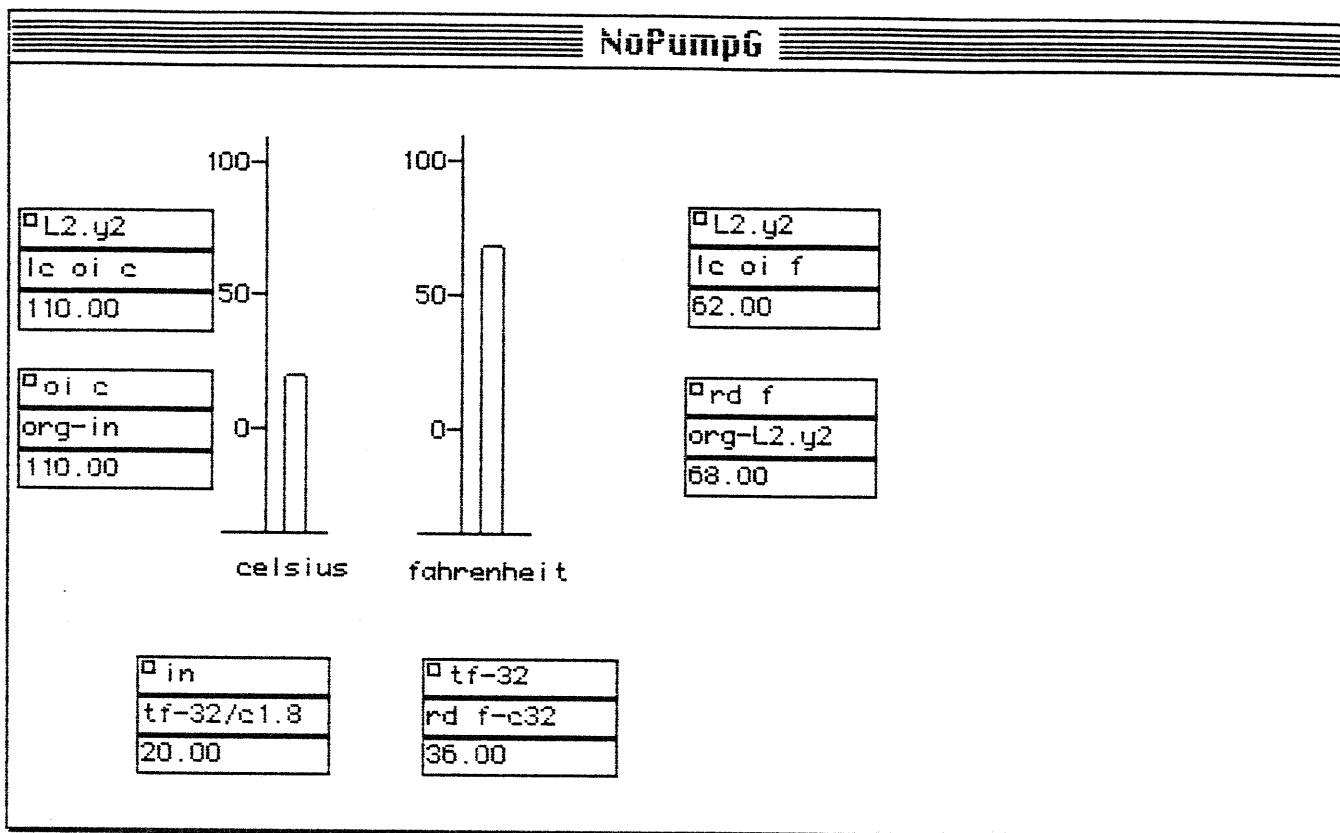 NoPumpG
100
50
0
100
50
0
L2.y2
lc oi c
110.00
oi c
org-in
110.00
L2.y2
lc oi f
62.00
rd f
org-L2.y2
68.00
celsius
fahrenheit
in
tf-32/c1.8
20.00
tf-32
rd f-c32
36.00